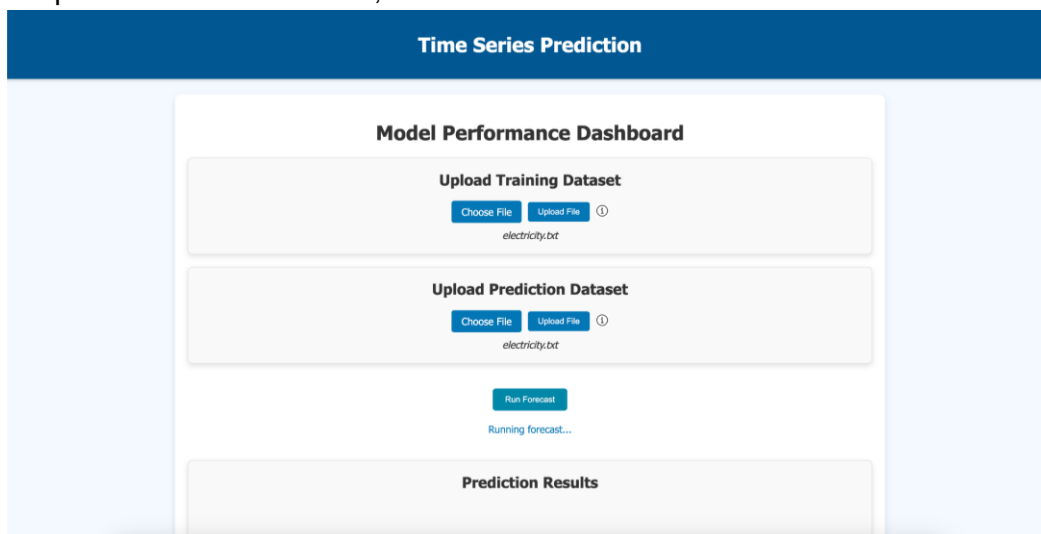 Time Series Prediction
Model Performance Dashboard
Upload Training Dataset
Choose File Upload File ⓘ
electricity.txt
Upload Prediction Dataset
Choose File Upload File ⓘ
electricity.txt
Run Forecast
Running forecast...
Prediction Results